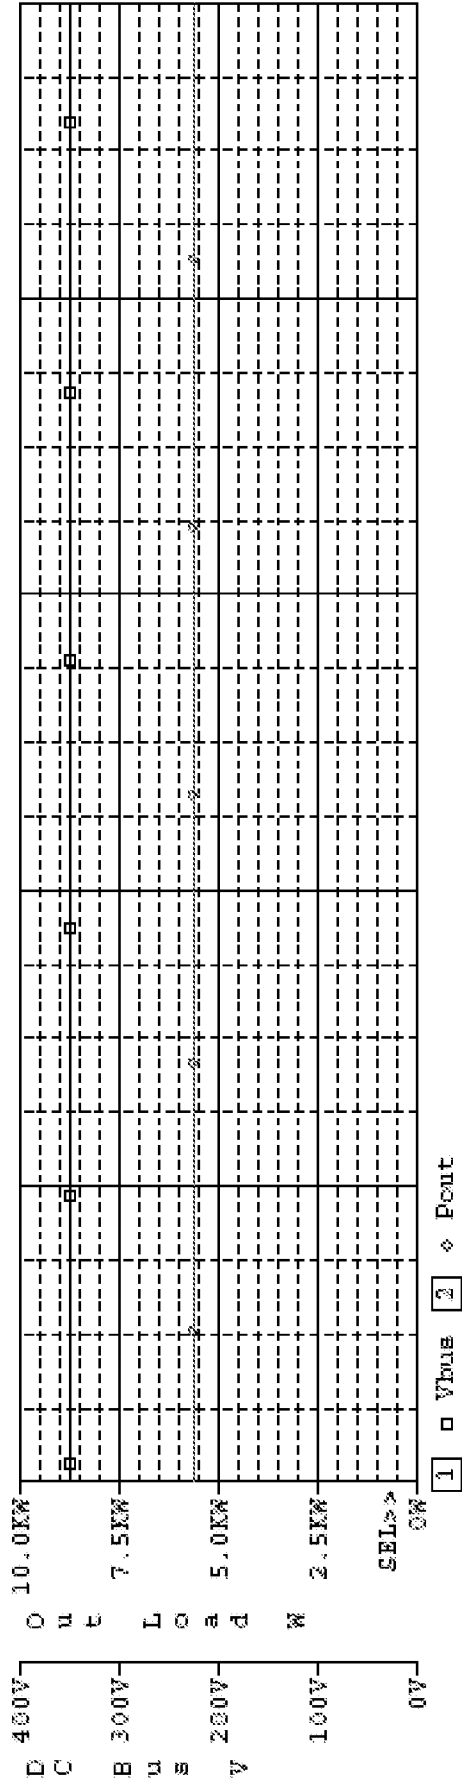 DC Bus V
400V
300V
200V
100V
0V
Out Load W
10.0KW
7.5KW
5.0KW
2.5KW
SEL>>
0W
1 Vbus 2 Pout